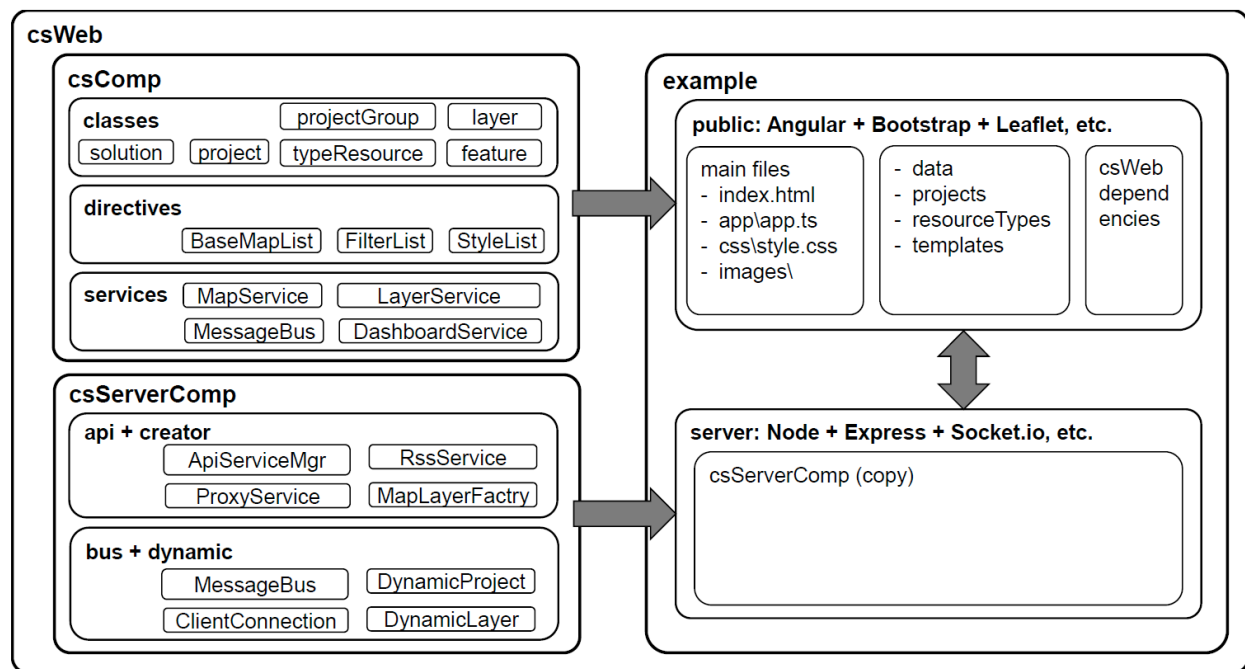 csWeb
csComp
classes
projectGroup
layer
solution
project
typeResource
feature
directives
BaseMapList
FilterList
StyleList
services
MapService
LayerService
MessageBus
DashboardService
csServerComp
api + creator
ApiServiceMgr
RssService
ProxyService
MapLayerFactry
bus + dynamic
MessageBus
DynamicProject
ClientConnection
DynamicLayer
example
public: Angular + Bootstrap + Leaflet, etc.
main files
- index.html
- app\app.ts
- css\style.css
- images\
- data
- projects
- resourceTypes
- templates
csWeb
depend
encies
server: Node + Express + Socket.io, etc.
csServerComp (copy)